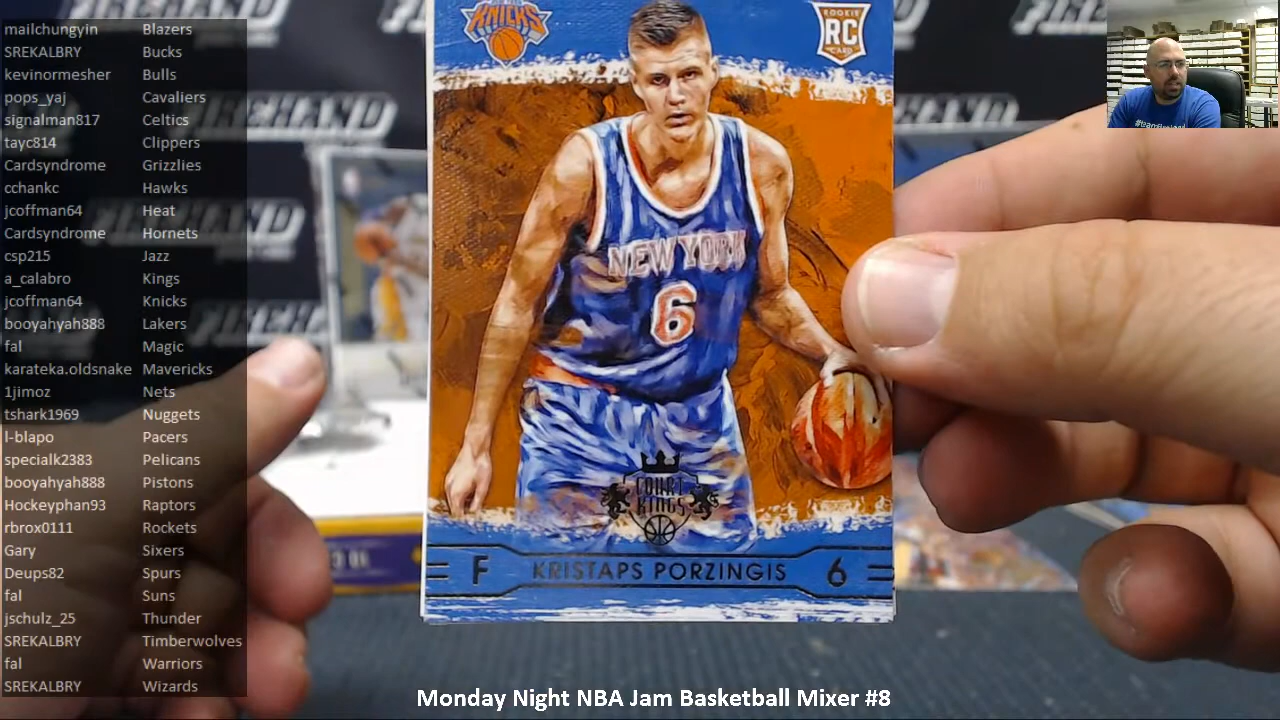 mailchungyin Blazers
SREKALBRY Bucks
kevinormesher Bulls
pops_yaj Cavaliers
signalman817 Celtics
tayc814 Clippers
Cardsyndrome Grizzlies
cchankc Hawks
jcoffman64 Heat
Cardsyndrome Hornets
csp215 Jazz
a_calabro Kings
jcoffman64 Knicks
booyahyah888 Lakers
fal Magic
karateka.oldsnake Mavericks
1jimoz Nets
tshark1969 Nuggets
l-blapo Pacers
specialk2383 Pelicans
booyahyah888 Pistons
Hockeyphan93 Raptors
rbrox0111 Rockets
Gary Sixers
Deups82 Spurs
fal Suns
jschulz_25 Thunder
SREKALBRY Timberwolves
fal Warriors
SREKALBRY Wizards
KNICKS
ROOKIE
RC
CARD
NEW YORK
6
COURT
KINGS
F KRISTAPS PORZINGIS 6
Monday Night NBA Jam Basketball Mixer #8